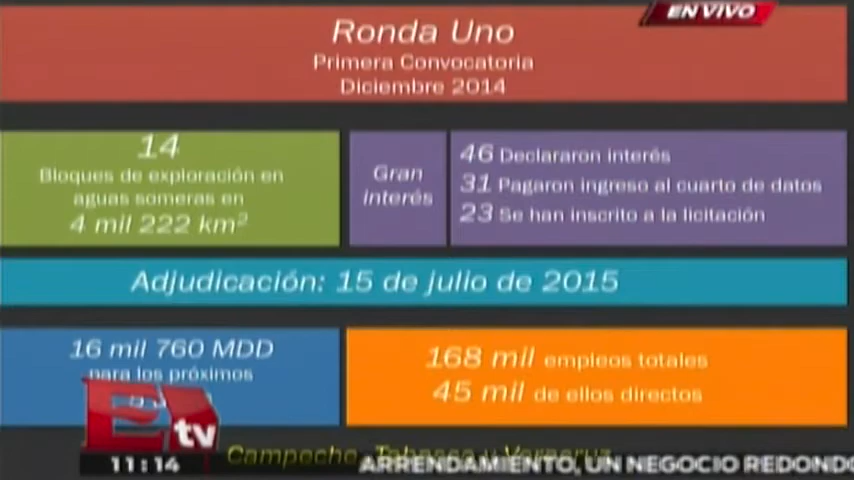 EN VIVO
Ronda Uno
Primera Convocatoria
Diciembre 2014
14
Bloques de exploración en
aguas someras en
4 mil 222 km²
Gran
interés
46 Declararon interés
31 Pagaron ingreso al cuarto de datos
23 Se han inscrito a la licitación
Adjudicación: 15 de julio de 2015
16 mil 760 MDD
para los próximos
168 mil empleos totales
45 mil de ellos directos
Campeche, Tabasco y Veracruz
E tv
11:14
ARRENDAMIENTO, UN NEGOCIO REDONDO